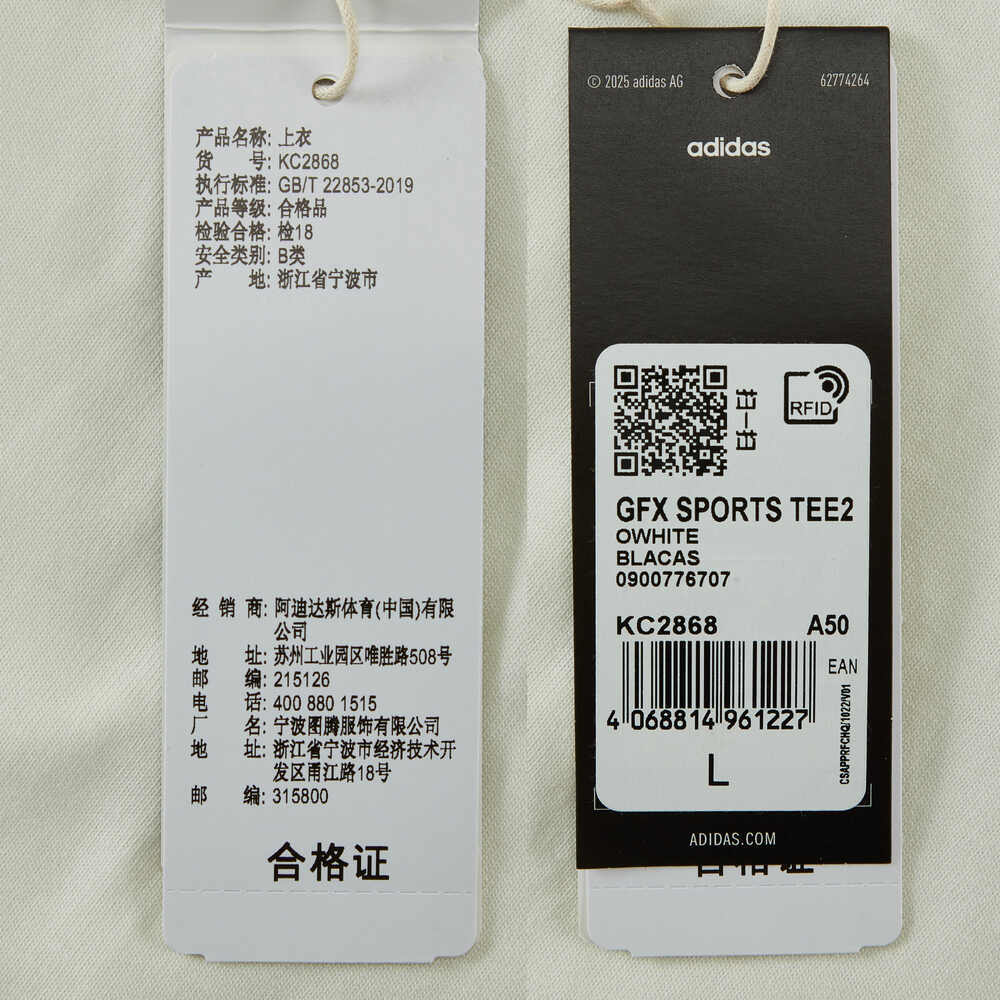 产品名称: 上衣
货 号: KC2868
执行标准: GB/T 22853-2019
产品等级: 合格品
检验合格: 检18
安全类别: B类
产 地: 浙江省宁波市
经 销 商: 阿迪达斯体育(中国)有限
公司
地 址: 苏州工业园区唯胜路508号
邮 编: 215126
电 话: 400 880 1515
厂 名: 宁波图腾服饰有限公司
地 址: 浙江省宁波市经济技术开
发区甬江路18号
邮 编: 315800
合格证
© 2025 adidas AG
62774264
adidas
扫一扫
RFID
GFX SPORTS TEE2
OWHITE
BLACAS
0900776707
KC2868 A50
EAN
4 068814 961227
CSAPPRFCHQ/1022/V01
L
ADIDAS.COM
合格证